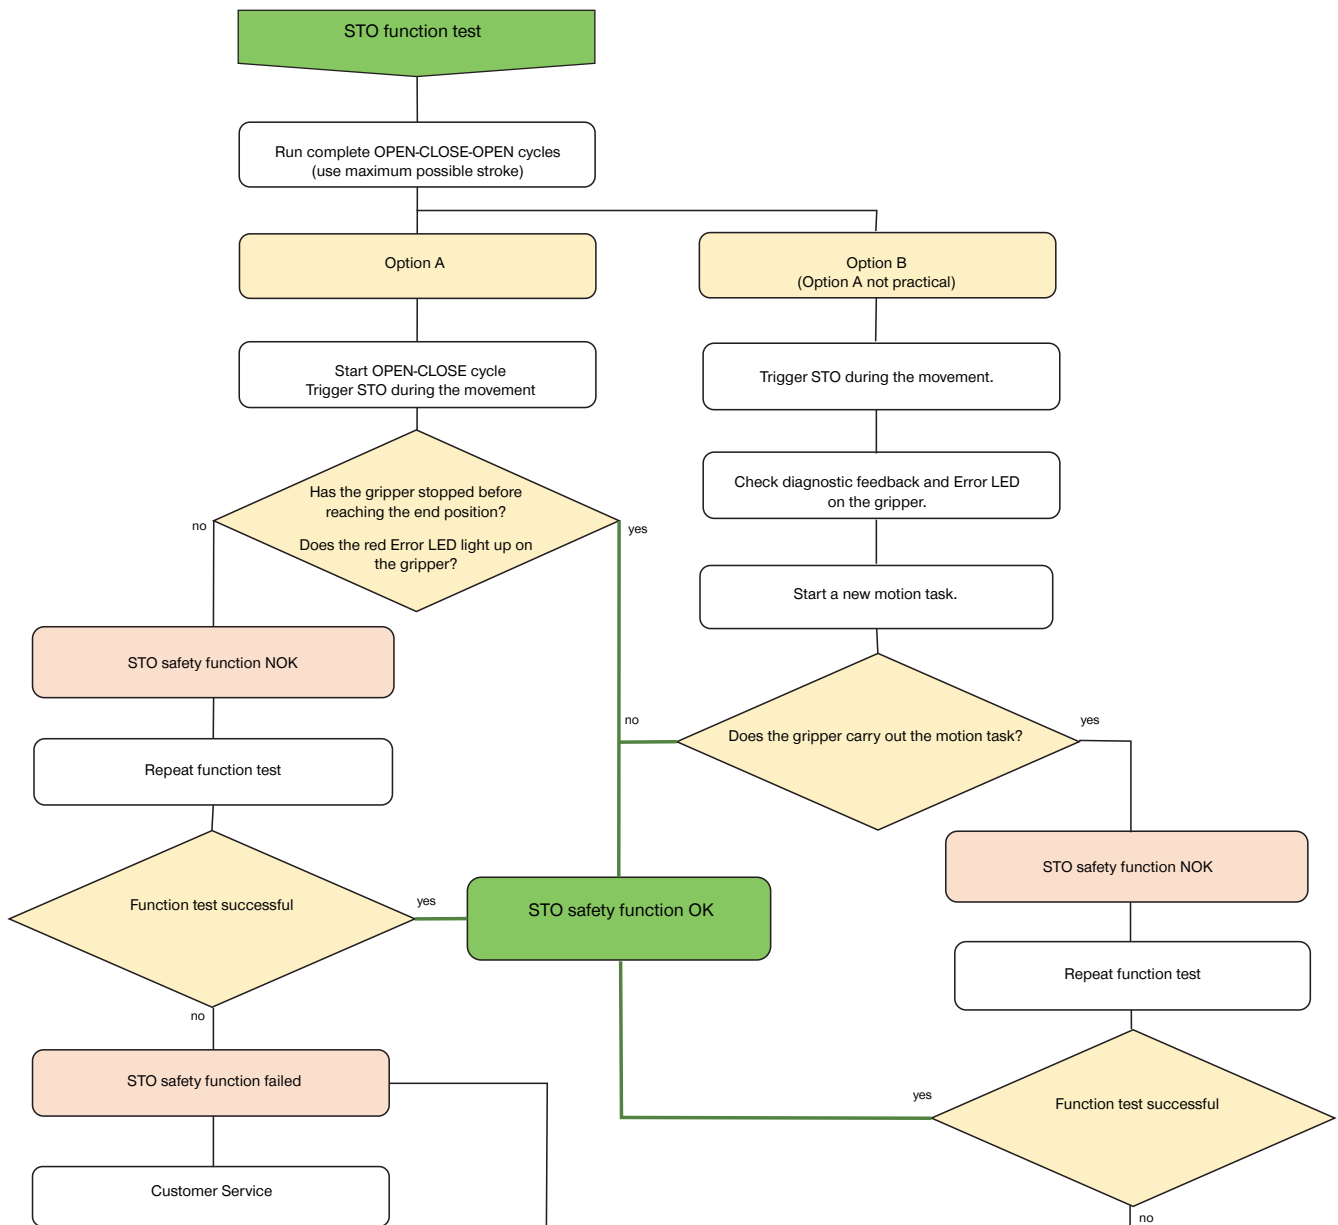 STO function test
Run complete OPEN-CLOSE-OPEN cycles
(use maximum possible stroke)
Option A
Option B
(Option A not practical)
Start OPEN-CLOSE cycle
Trigger STO during the movement
Trigger STO during the movement.
Check diagnostic feedback and Error LED
on the gripper.
Has the gripper stopped before
reaching the end position?
Does the red Error LED light up on
the gripper?
no
yes
Start a new motion task.
STO safety function NOK
no
Does the gripper carry out the motion task?
yes
Repeat function test
STO safety function NOK
Function test successful
yes
STO safety function OK
Repeat function test
no
STO safety function failed
yes
Function test successful
Customer Service
no